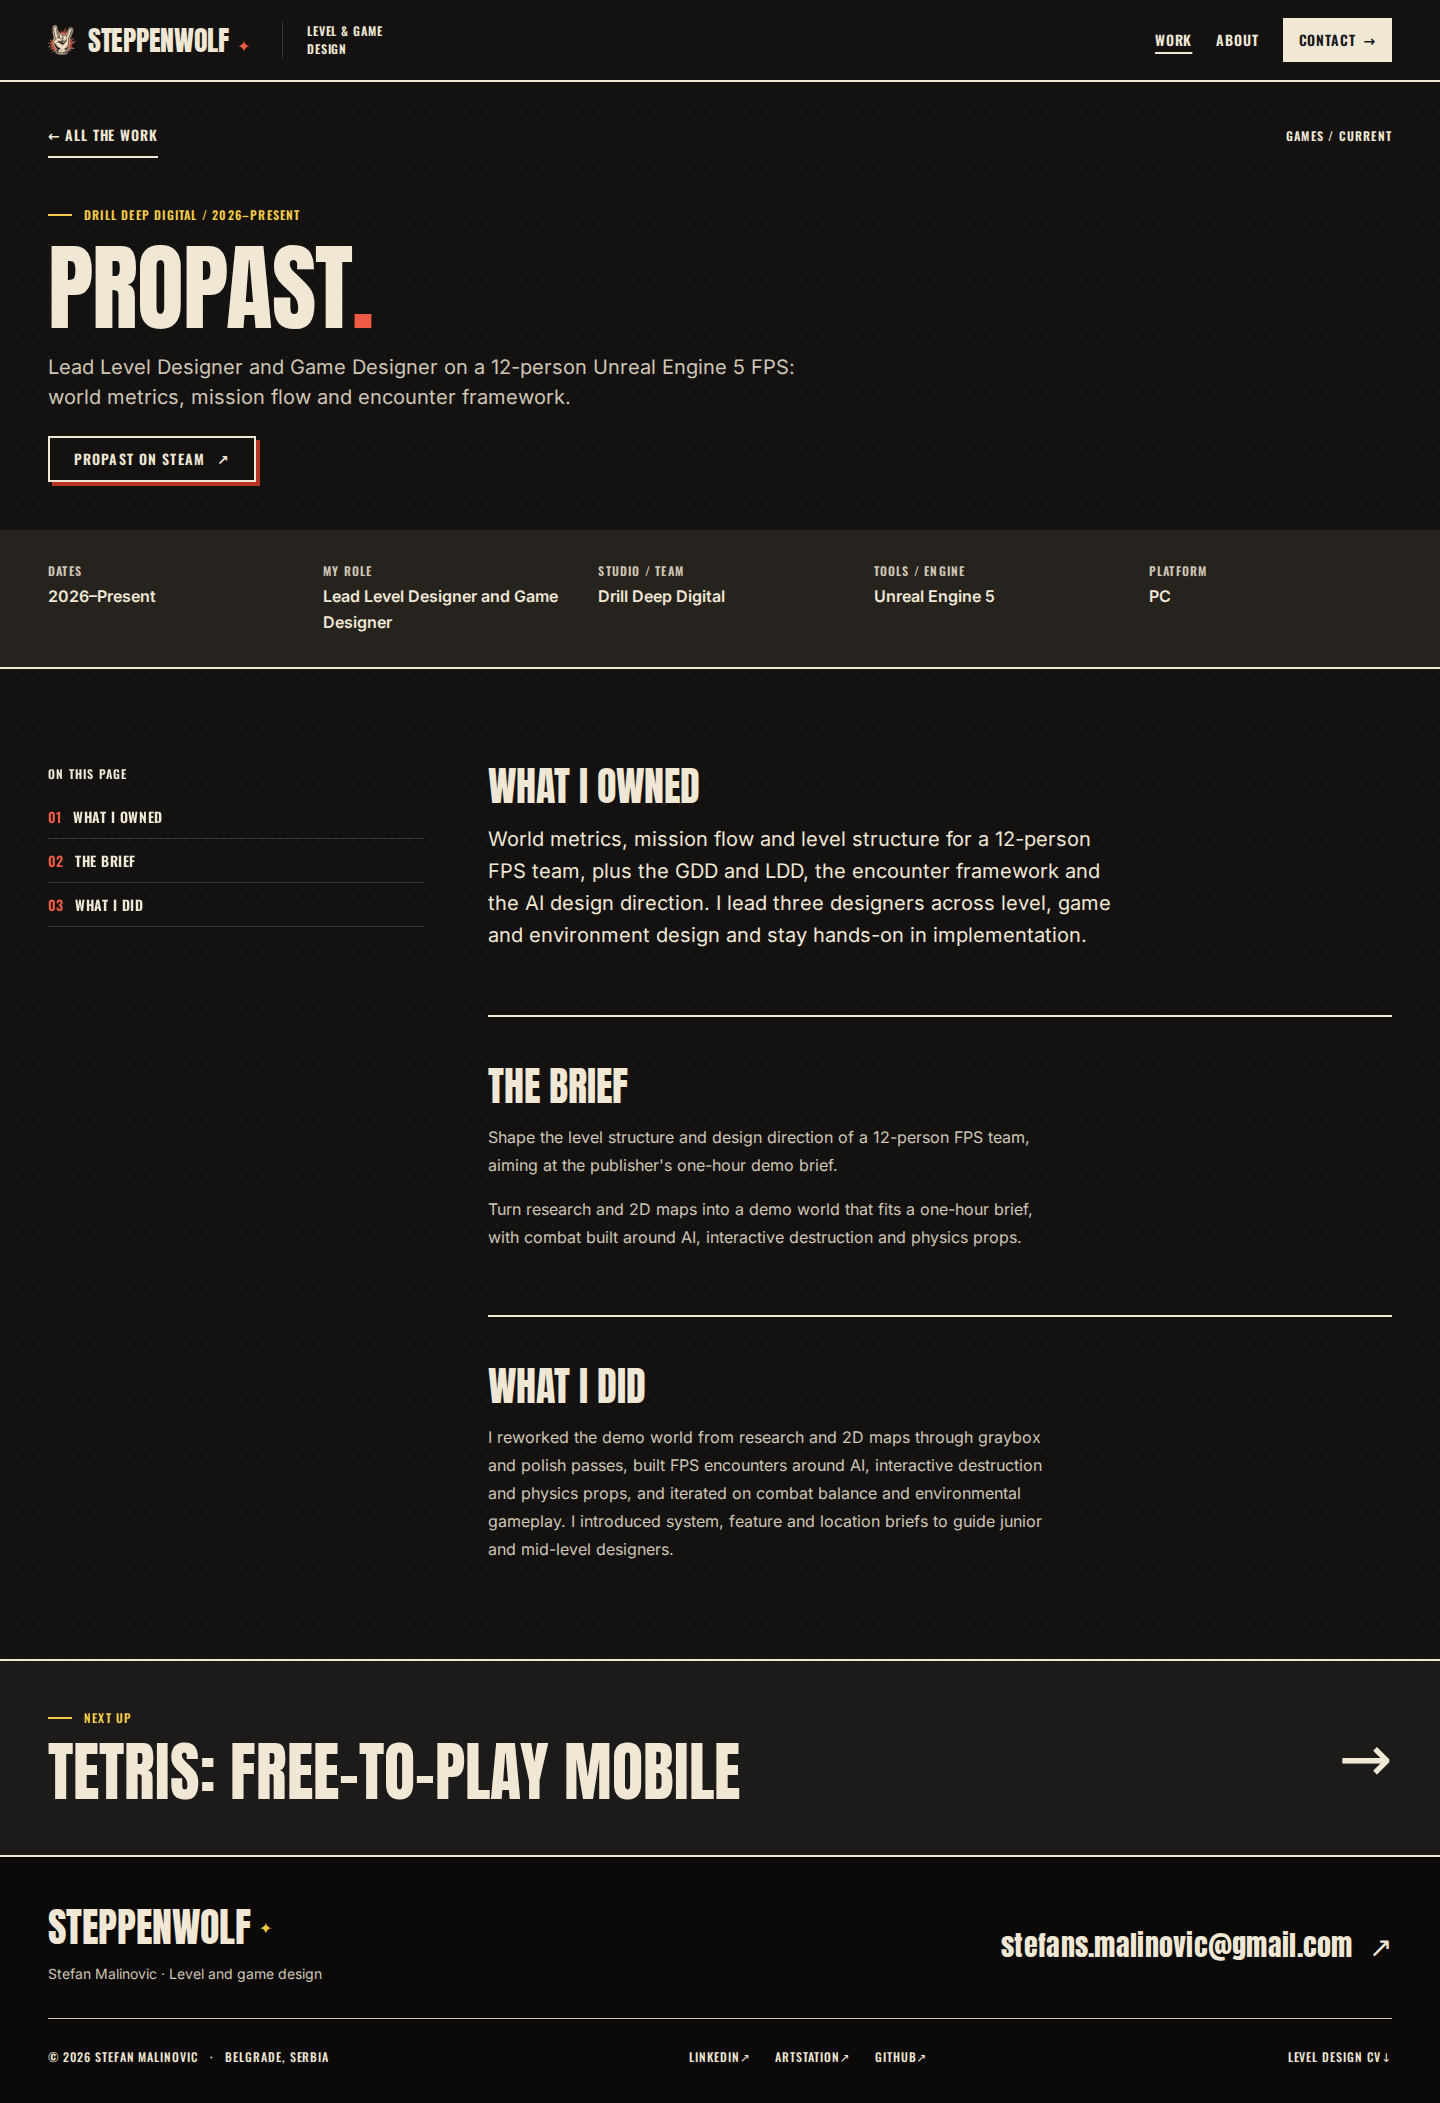 STEPPENWOLF ✦
LEVEL & GAME
DESIGN
WORK
ABOUT
CONTACT →
← ALL THE WORK
GAMES / CURRENT
DRILL DEEP DIGITAL / 2026–PRESENT
PROPAST.
Lead Level Designer and Game Designer on a 12-person Unreal Engine 5 FPS:
world metrics, mission flow and encounter framework.
PROPAST ON STEAM ↗
DATES
2026–Present
MY ROLE
Lead Level Designer and Game
Designer
STUDIO / TEAM
Drill Deep Digital
TOOLS / ENGINE
Unreal Engine 5
PLATFORM
PC
ON THIS PAGE
01 WHAT I OWNED
02 THE BRIEF
03 WHAT I DID
WHAT I OWNED
World metrics, mission flow and level structure for a 12-person
FPS team, plus the GDD and LDD, the encounter framework and
the AI design direction. I lead three designers across level, game
and environment design and stay hands-on in implementation.
THE BRIEF
Shape the level structure and design direction of a 12-person FPS team,
aiming at the publisher's one-hour demo brief.
Turn research and 2D maps into a demo world that fits a one-hour brief,
with combat built around AI, interactive destruction and physics props.
WHAT I DID
I reworked the demo world from research and 2D maps through graybox
and polish passes, built FPS encounters around AI, interactive destruction
and physics props, and iterated on combat balance and environmental
gameplay. I introduced system, feature and location briefs to guide junior
and mid-level designers.
NEXT UP
TETRIS: FREE-TO-PLAY MOBILE
→
STEPPENWOLF ✦
Stefan Malinovic · Level and game design
stefans.malinovic@gmail.com ↗
© 2026 STEFAN MALINOVIC · BELGRADE, SERBIA
LINKEDIN↗
ARTSTATION↗
GITHUB↗
LEVEL DESIGN CV↓